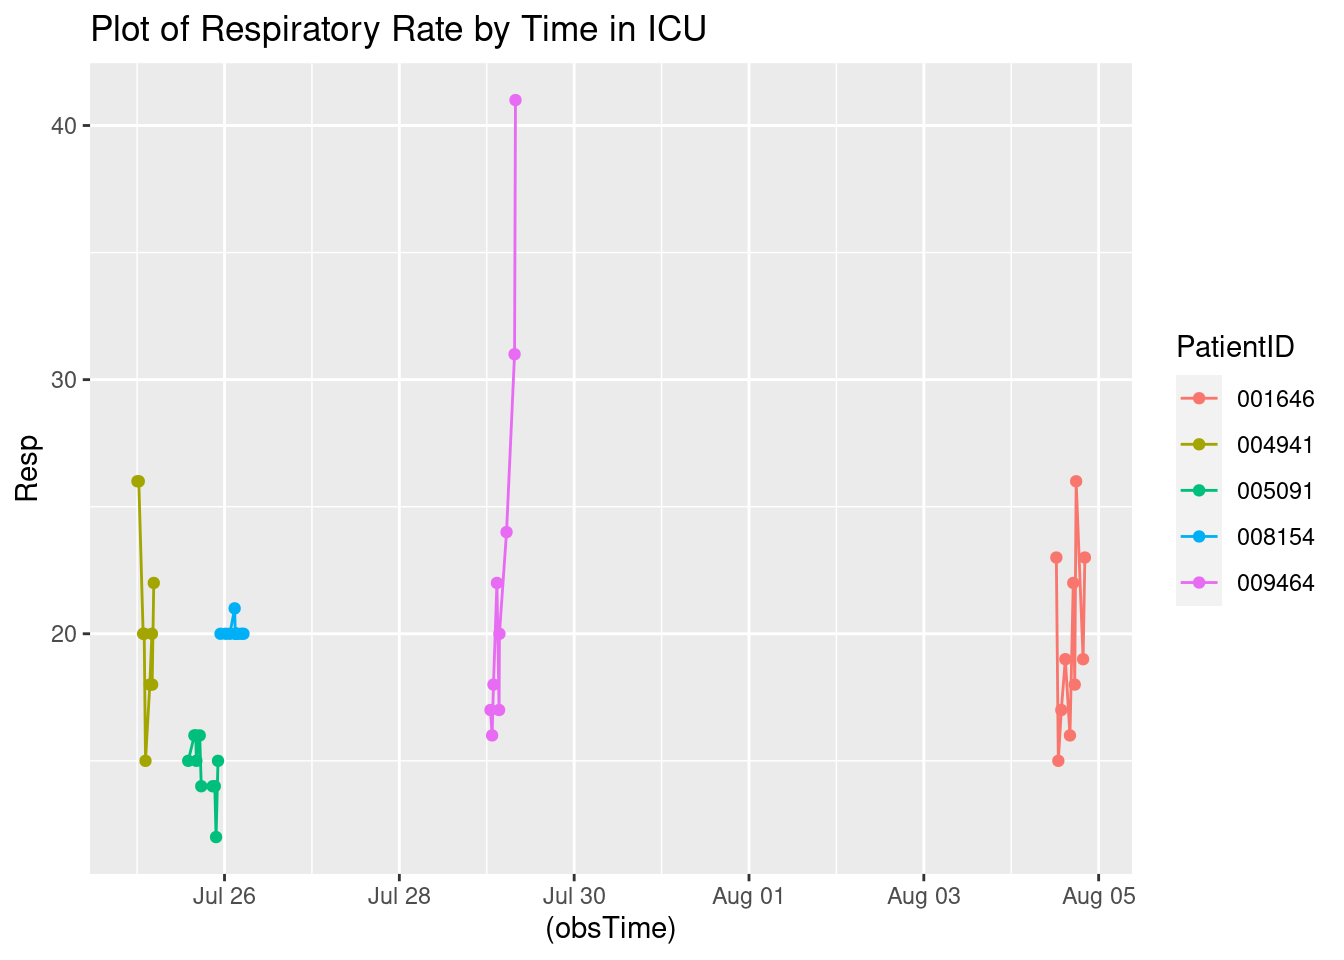 Plot of Respiratory Rate by Time in ICU
40
30
20
Resp
Jul 26
Jul 28
Jul 30
Aug 01
Aug 03
Aug 05
(obsTime)
PatientID
001646
004941
005091
008154
009464